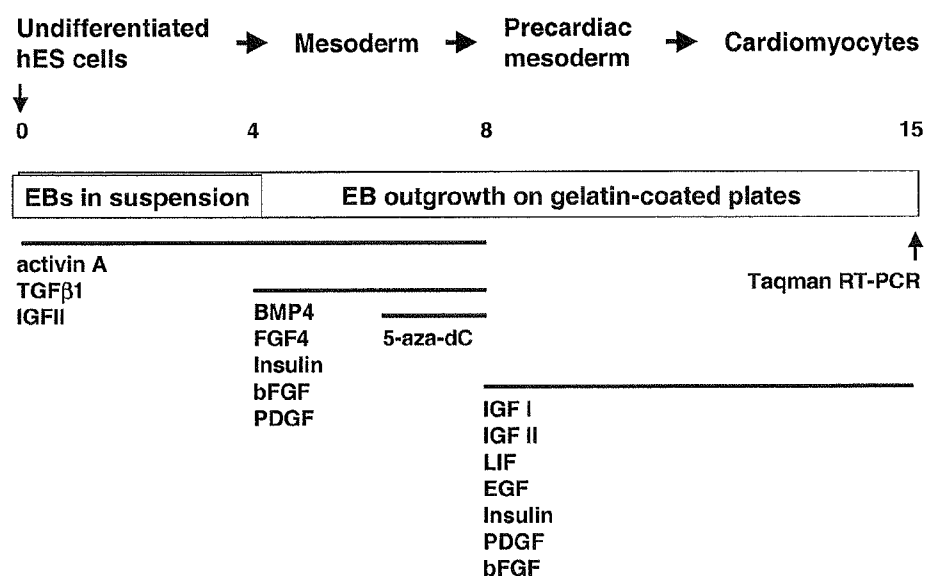 Undifferentiated
hES cells
Mesoderm
Precardiac
mesoderm
Cardiomyocytes
0 4 8 15
EBs in suspension
EB outgrowth on gelatin-coated plates
activin A
TGFβ1
IGFII
Taqman RT-PCR
BMP4
FGF4
Insulin
bFGF
PDGF
5-aza-dC
IGF I
IGF II
LIF
EGF
Insulin
PDGF
bFGF